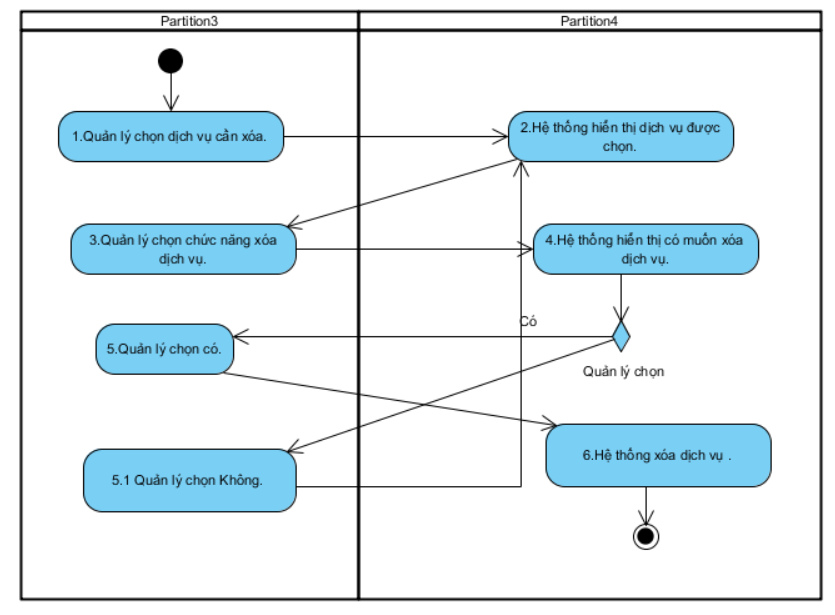 Partition3
Partition4
1.Quản lý chọn dịch vụ cần xóa.
2.Hệ thống hiển thị dịch vụ được
chọn.
3.Quản lý chọn chức năng xóa
dịch vụ.
4.Hệ thống hiển thị có muốn xóa
dịch vụ.
Có
5.Quản lý chọn có.
Quản lý chọn
6.Hệ thống xóa dịch vụ .
5.1 Quản lý chọn Không.